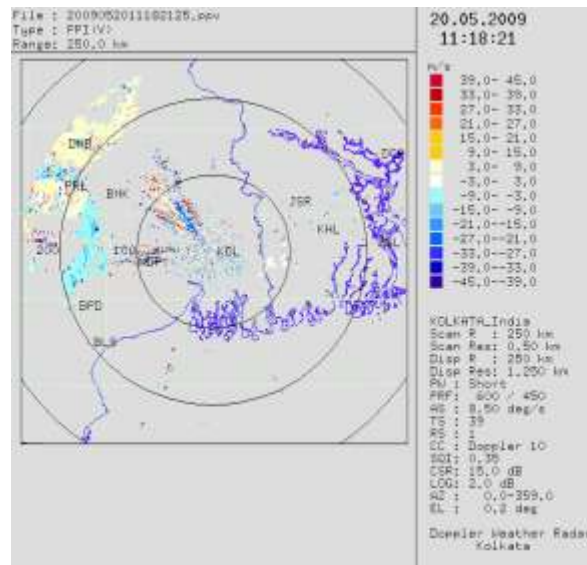 File : 2009052011182125.ppv
Type : PPI(V)
Range: 250.0 km
20.05.2009
11:18:21
m/s
39.0- 45.0
33.0- 39.0
27.0- 33.0
21.0- 27.0
15.0- 21.0
9.0- 15.0
3.0- 9.0
-3.0- 3.0
-9.0--3.0
-15.0--9.0
-21.0--15.0
-27.0--21.0
-33.0--27.0
-39.0--33.0
-45.0--39.0
DNB
PRL
BNK
JSR
KHL
KOL
BPD
BLS
KOLKATA_India
Scan R : 250 km
Scan Res: 0.50 km
Disp R : 250 km
Disp Res: 1.250 km
PW : Short
PRF: 600 / 450
AS : 8.50 deg/s
TS : 39
RS : 1
CC : Doppler 10
SQI: 0.35
CSR: 15.0 dB
LOG: 2.0 dB
AZ : 0.0-359.0
EL : 0.2 deg
Doppler Weather Radar
Kolkata